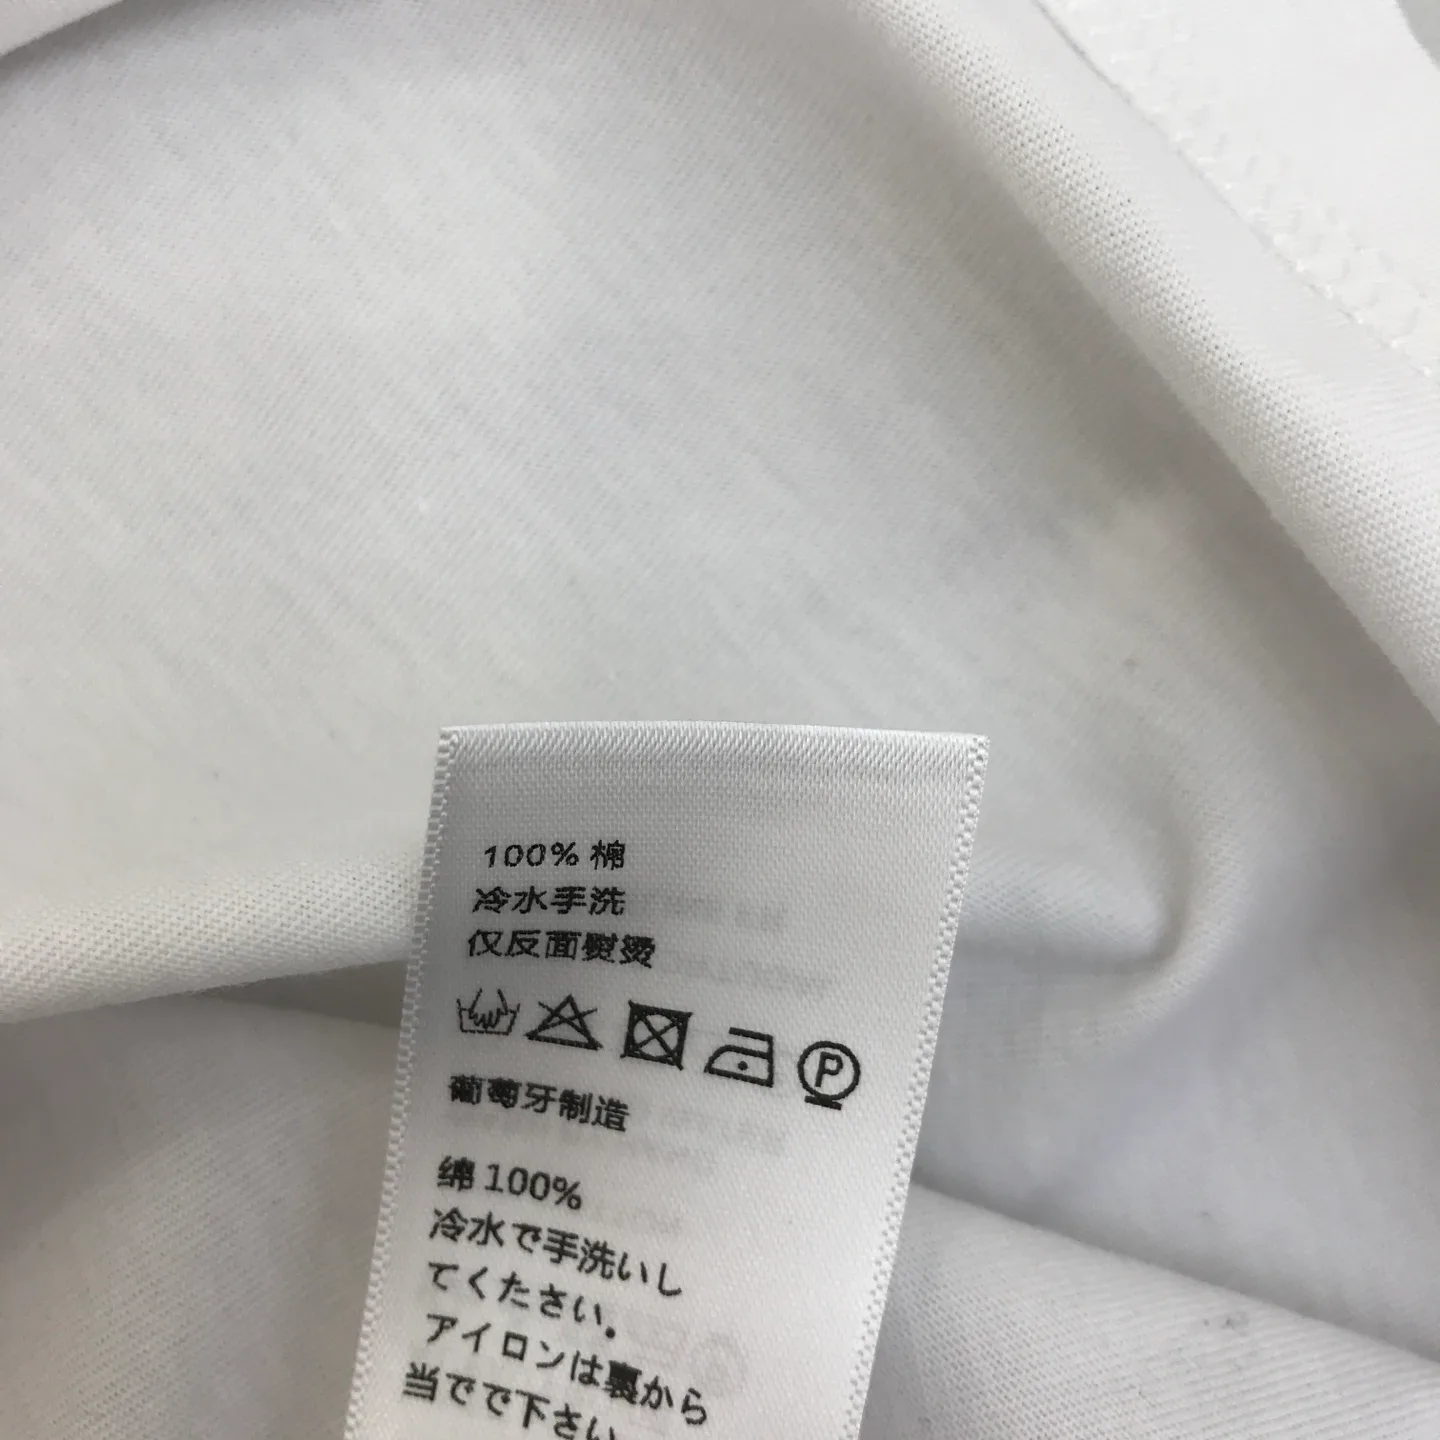 100% 棉
冷水手洗
仅反面熨烫
P
葡萄牙制造
綿 100%
冷水で手洗いし
てください。
アイロンは裏から
当でで下さい